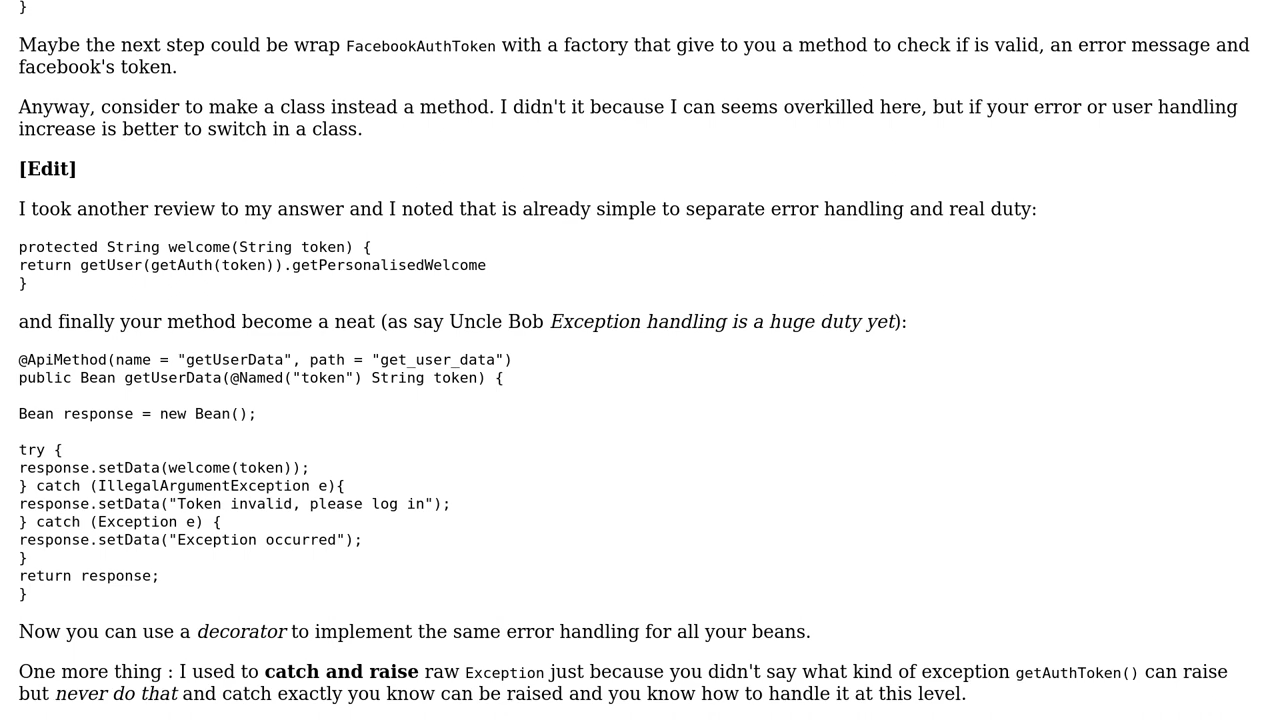 }
Maybe the next step could be wrap FacebookAuthToken with a factory that give to you a method to check if is valid, an error message and
facebook's token.
Anyway, consider to make a class instead a method. I didn't it because I can seems overkilled here, but if your error or user handling
increase is better to switch in a class.
[Edit]
I took another review to my answer and I noted that is already simple to separate error handling and real duty:
protected String welcome(String token) {
return getUser(getAuth(token)).getPersonalisedWelcome
}
and finally your method become a neat (as say Uncle Bob Exception handling is a huge duty yet):
@ApiMethod(name = "getUserData", path = "get_user_data")
public Bean getUserData(@Named("token") String token) {
Bean response = new Bean();
try {
response.setData(welcome(token));
} catch (IllegalArgumentException e){
response.setData("Token invalid, please log in");
} catch (Exception e) {
response.setData("Exception occurred");
}
return response;
}
Now you can use a decorator to implement the same error handling for all your beans.
One more thing : I used to catch and raise raw Exception just because you didn't say what kind of exception getAuthToken() can raise
but never do that and catch exactly you know can be raised and you know how to handle it at this level.